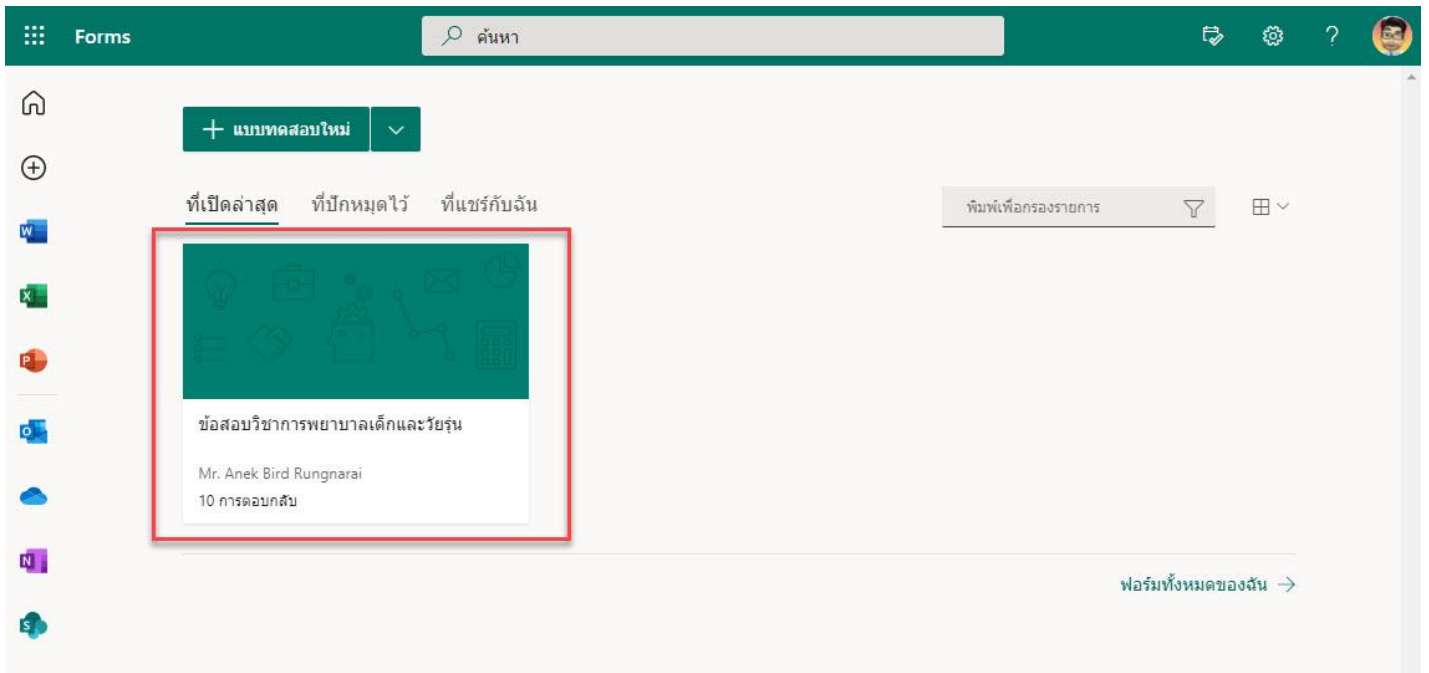 Forms
ค้นหา
แบบทดสอบใหม่
ที่เปิดล่าสุด ที่ปักหมุดไว้ ที่แชร์กับฉัน
พิมพ์เพื่อกรองรายการ
ข้อสอบวิชาการพยาบาลเด็กและวัยรุ่น
Mr. Anek Bird Rungnarai
10 การตอบกลับ
ฟอร์มทั้งหมดของฉัน